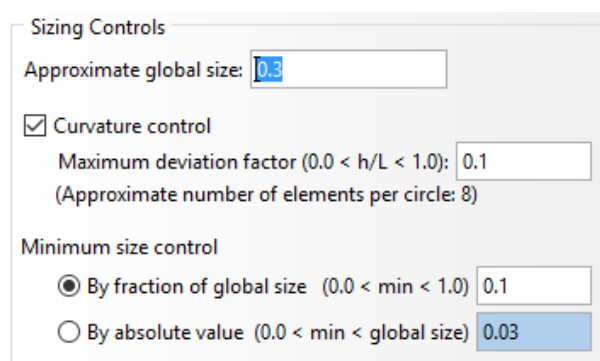 Sizing Controls
Approximate global size: 0.3
Curvature control
Maximum deviation factor (0.0 < h/L < 1.0): 0.1
(Approximate number of elements per circle: 8)
Minimum size control
By fraction of global size (0.0 < min < 1.0) 0.1
By absolute value (0.0 < min < global size) 0.03